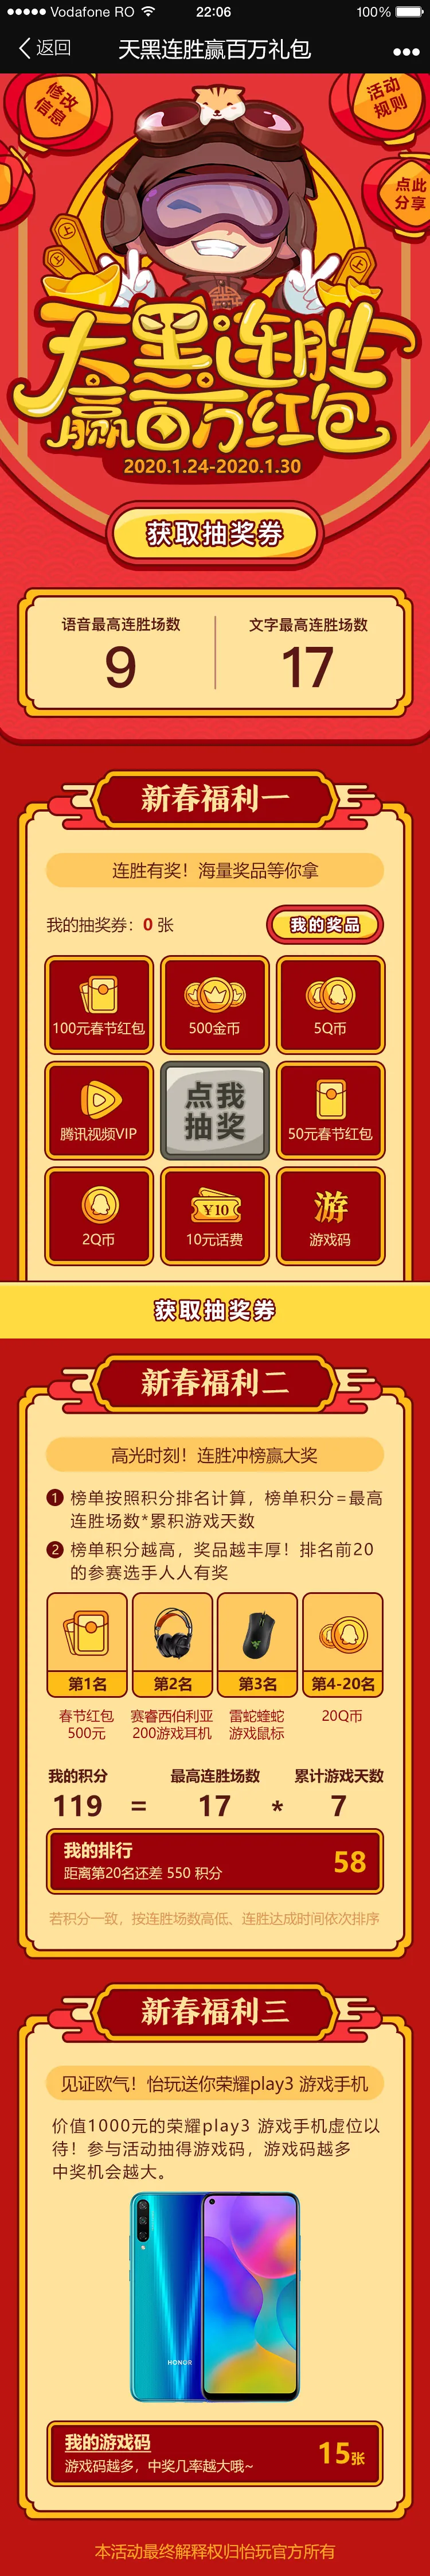 Vodafone RO
22:06
100%
返回
天黑连胜赢百万礼包
修改
信息
活动
规则
点此
分享
上
上
天黑连胜
赢百万红包
2020.1.24-2020.1.30
获取抽奖券
语音最高连胜场数
文字最高连胜场数
9
17
新春福利一
连胜有奖！海量奖品等你拿
我的抽奖券：0 张
我的奖品
100元春节红包
500金币
5Q币
腾讯视频VIP
点我
抽奖
50元春节红包
2Q币
¥10
10元话费
游
游戏码
获取抽奖券
新春福利二
高光时刻！连胜冲榜赢大奖
1 榜单按照积分排名计算，榜单积分=最高
连胜场数*累积游戏天数
2 榜单积分越高，奖品越丰厚！排名前20
的参赛选手人人有奖
第1名
第2名
第3名
第4-20名
春节红包
500元
赛睿西伯利亚
200游戏耳机
雷蛇蝰蛇
游戏鼠标
20Q币
我的积分
最高连胜场数
累计游戏天数
119 = 17 * 7
我的排行
距离第20名还差 550 积分
58
若积分一致，按连胜场数高低、连胜达成时间依次排序
新春福利三
见证欧气！怡玩送你荣耀play3 游戏手机
价值1000元的荣耀play3 游戏手机虚位以
待！参与活动抽得游戏码，游戏码越多
中奖机会越大。
HONOR
我的游戏码
游戏码越多，中奖几率越大哦~
15张
本活动最终解释权归怡玩官方所有